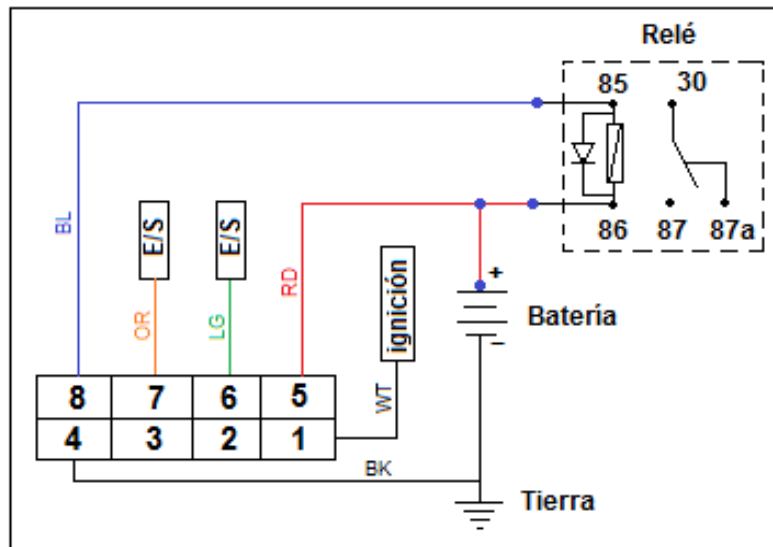 Relé
85 30
86 87 87a
BL
E/S
E/S
OR
LG
RD
ignición
WT
+
Batería
−
8 7 6 5
4 3 2 1
BK
Tierra